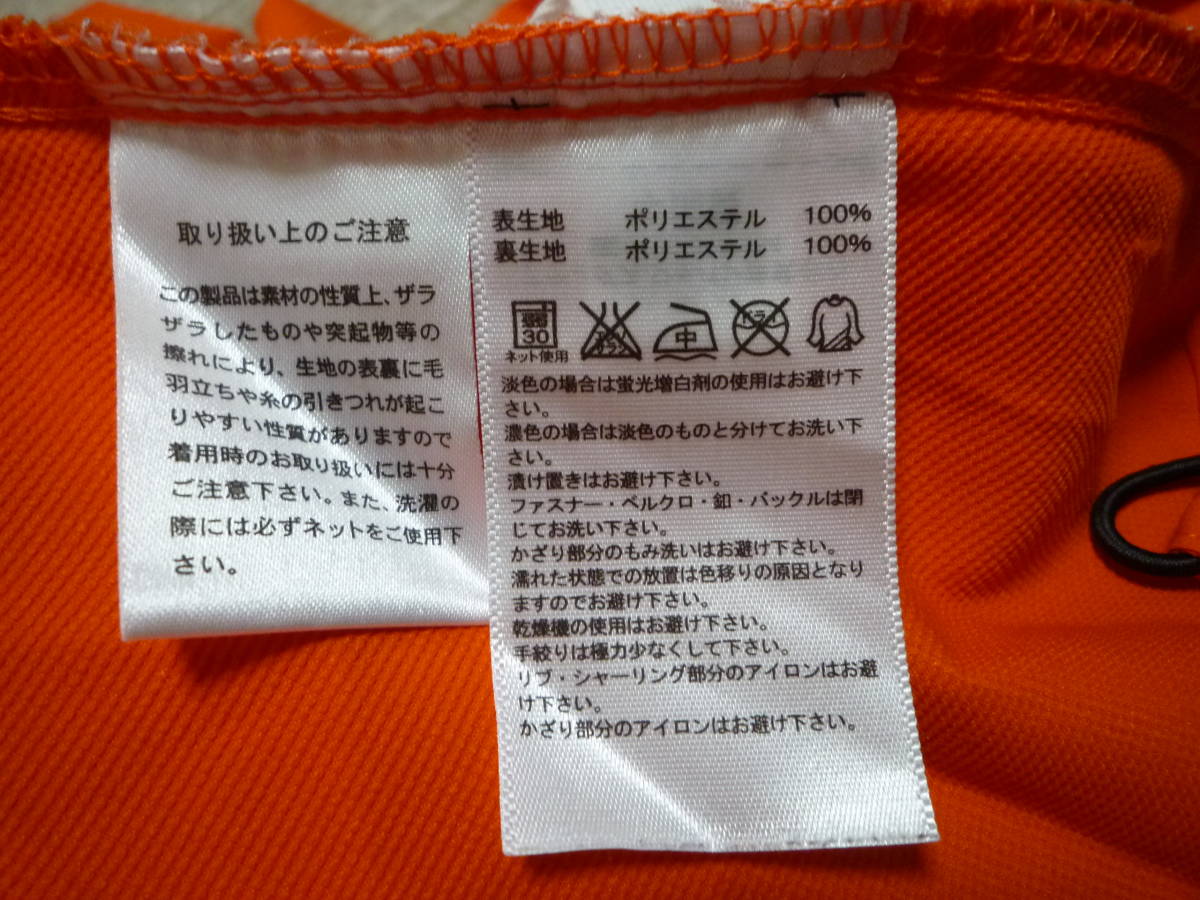 取り扱い上のご注意
この製品は素材の性質上、ザラ
ザラしたものや突起物等の
擦れにより、生地の表裏に毛
羽立ちや糸の引きつれが起こ
りやすい性質がありますので
着用時のお取り扱いには十分
ご注意下さい。また、洗濯の
際には必ずネットをご使用下
さい。
表生地 ポリエステル 100%
裏生地 ポリエステル 100%
弱
30
ネット使用
エンソ
サラシ
中
ドライ
淡色の場合は蛍光増白剤の使用はお避け下
さい。
濃色の場合は淡色のものと分けてお洗い下
さい。
漬け置きはお避け下さい。
ファスナー・ベルクロ・釦・バックルは閉
じてお洗い下さい。
かざり部分のもみ洗いはお避け下さい。
濡れた状態での放置は色移りの原因となり
ますのでお避け下さい。
乾燥機の使用はお避け下さい。
手絞りは極力少なくして下さい。
リブ・シャーリング部分のアイロンはお避
け下さい。
かざり部分のアイロンはお避け下さい。